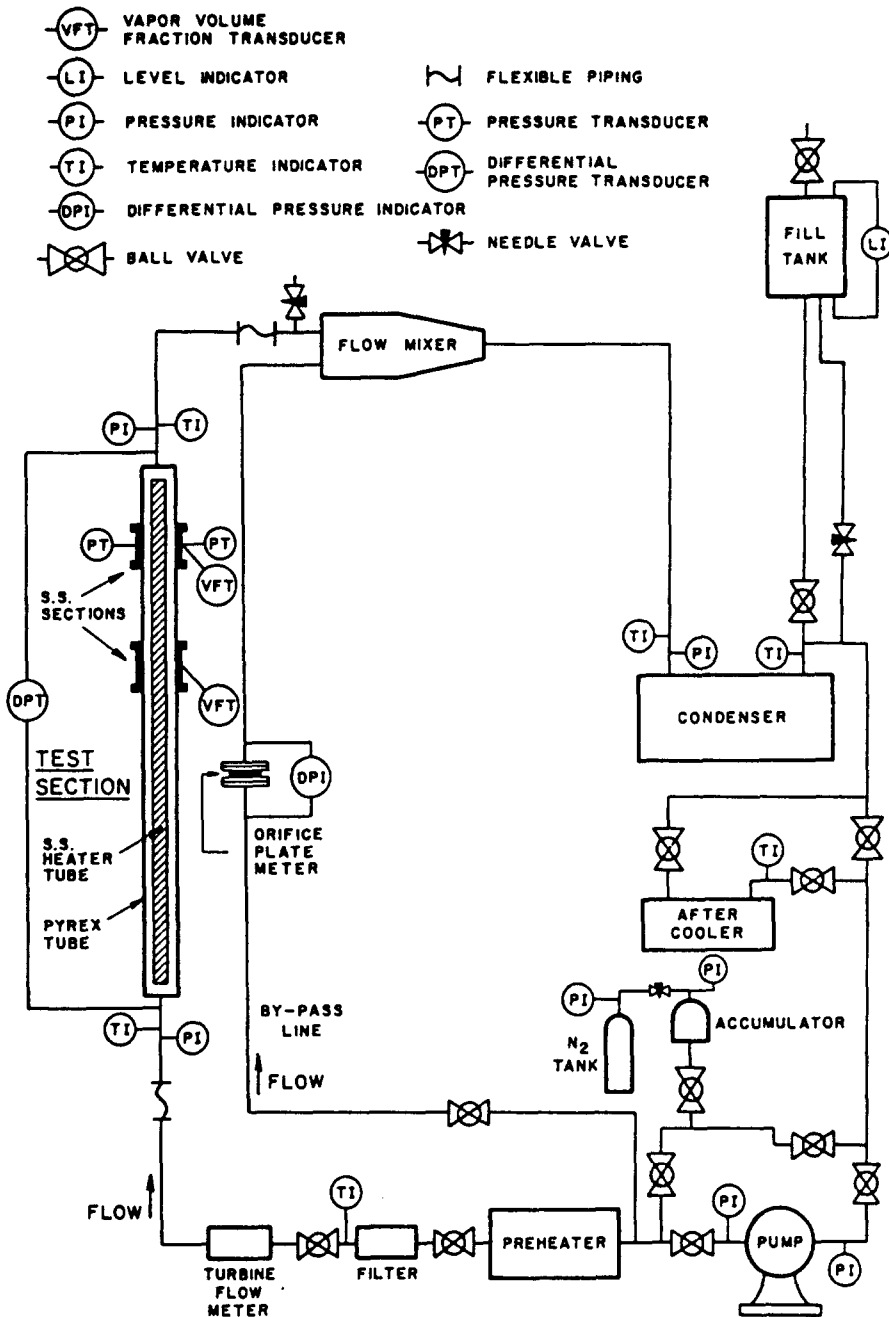 VFT VAPOR VOLUME
FRACTION TRANSDUCER
LI LEVEL INDICATOR
FLEXIBLE PIPING
PI PRESSURE INDICATOR
PT PRESSURE TRANSDUCER
TI TEMPERATURE INDICATOR
DPT DIFFERENTIAL
PRESSURE TRANSDUCER
DPI DIFFERENTIAL PRESSURE INDICATOR
BALL VALVE
NEEDLE VALVE
FILL
TANK
LI
FLOW MIXER
PI
TI
PT
PT
VFT
S.S.
SECTIONS
VFT
DPT
TI
PI
TI
CONDENSER
TEST
SECTION
DPI
S.S.
HEATER
TUBE
ORIFICE
PLATE
METER
PYREX
TUBE
TI
AFTER
COOLER
PI
PI
ACCUMULATOR
N2
TANK
BY-PASS
LINE
TI
PI
FLOW
FLOW
TI
PI
PREHEATER
PUMP
PI
TURBINE
FLOW
METER
FILTER